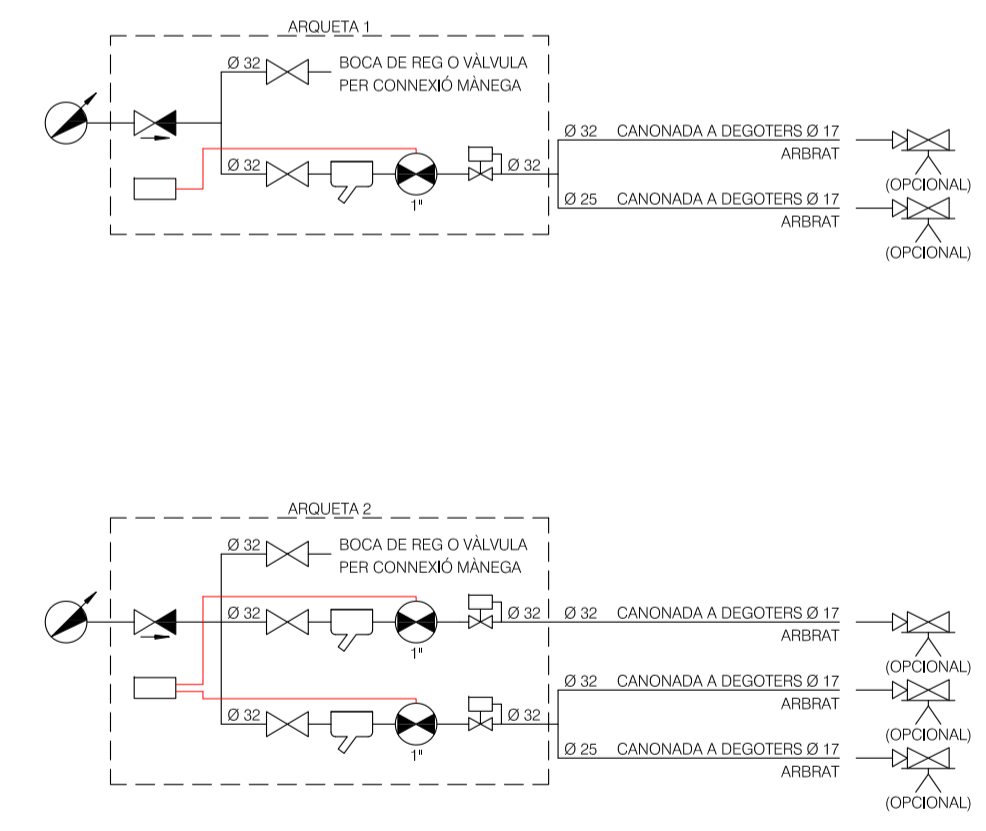 ARQUETA 1
Ø 32
BOCA DE REG O VÀLVULA
PER CONNEXIÓ MÀNEGA
Ø 32
1"
Ø 32
Ø 32 CANONADA A DEGOTERS Ø 17
ARBRAT
(OPCIONAL)
Ø 25 CANONADA A DEGOTERS Ø 17
ARBRAT
(OPCIONAL)
ARQUETA 2
Ø 32
BOCA DE REG O VÀLVULA
PER CONNEXIÓ MÀNEGA
Ø 32
1"
Ø 32
Ø 32 CANONADA A DEGOTERS Ø 17
ARBRAT
(OPCIONAL)
Ø 32
1"
Ø 32
Ø 32 CANONADA A DEGOTERS Ø 17
ARBRAT
(OPCIONAL)
Ø 25 CANONADA A DEGOTERS Ø 17
ARBRAT
(OPCIONAL)